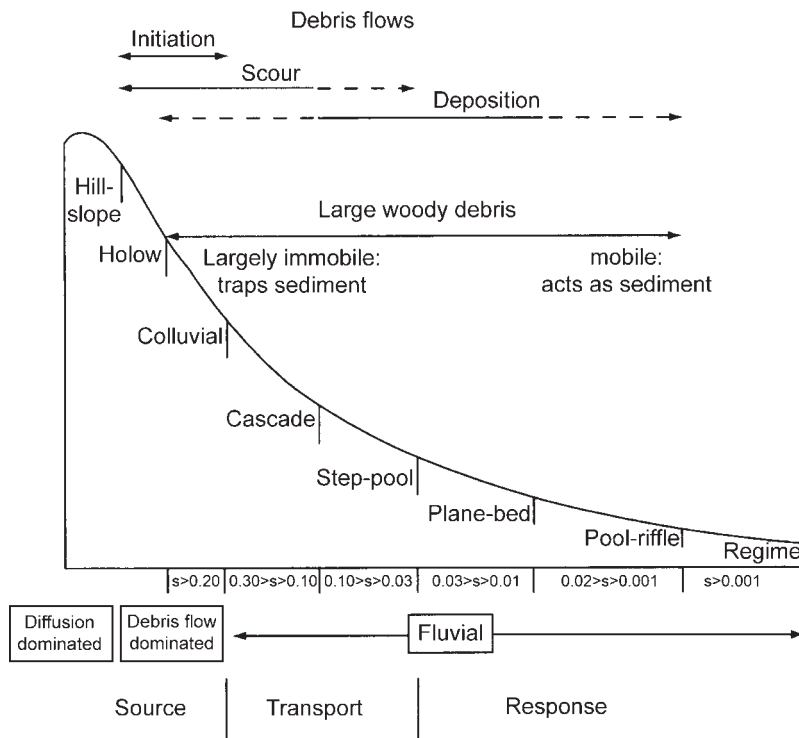 Debris flows
Initiation
Scour
Deposition
Hill-
slope
Large woody debris
Holow
Largely immobile:
traps sediment
mobile:
acts as sediment
Colluvial
Cascade
Step-pool
Plane-bed
Pool-riffle
Regime
s>0.20
0.30>s>0.10
0.10>s>0.03
0.03>s>0.01
0.02>s>0.001
s>0.001
Diffusion
dominated
Debris flow
dominated
Fluvial
Source
Transport
Response